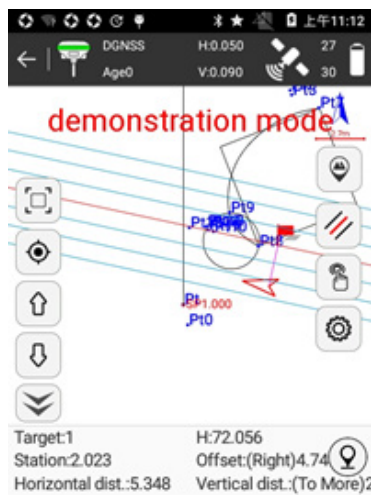 上午11:12
DGNSS H:0.050 27
Age0 V:0.090 30
Pt7
demonstration mode
Pt9
Pt8
Pt
1.000
Pt0
Target:1 H:72.056
Station:2.023 Offset:(Right)4.74
Horizontal dist.:5.348 Vertical dist.:(To More)2